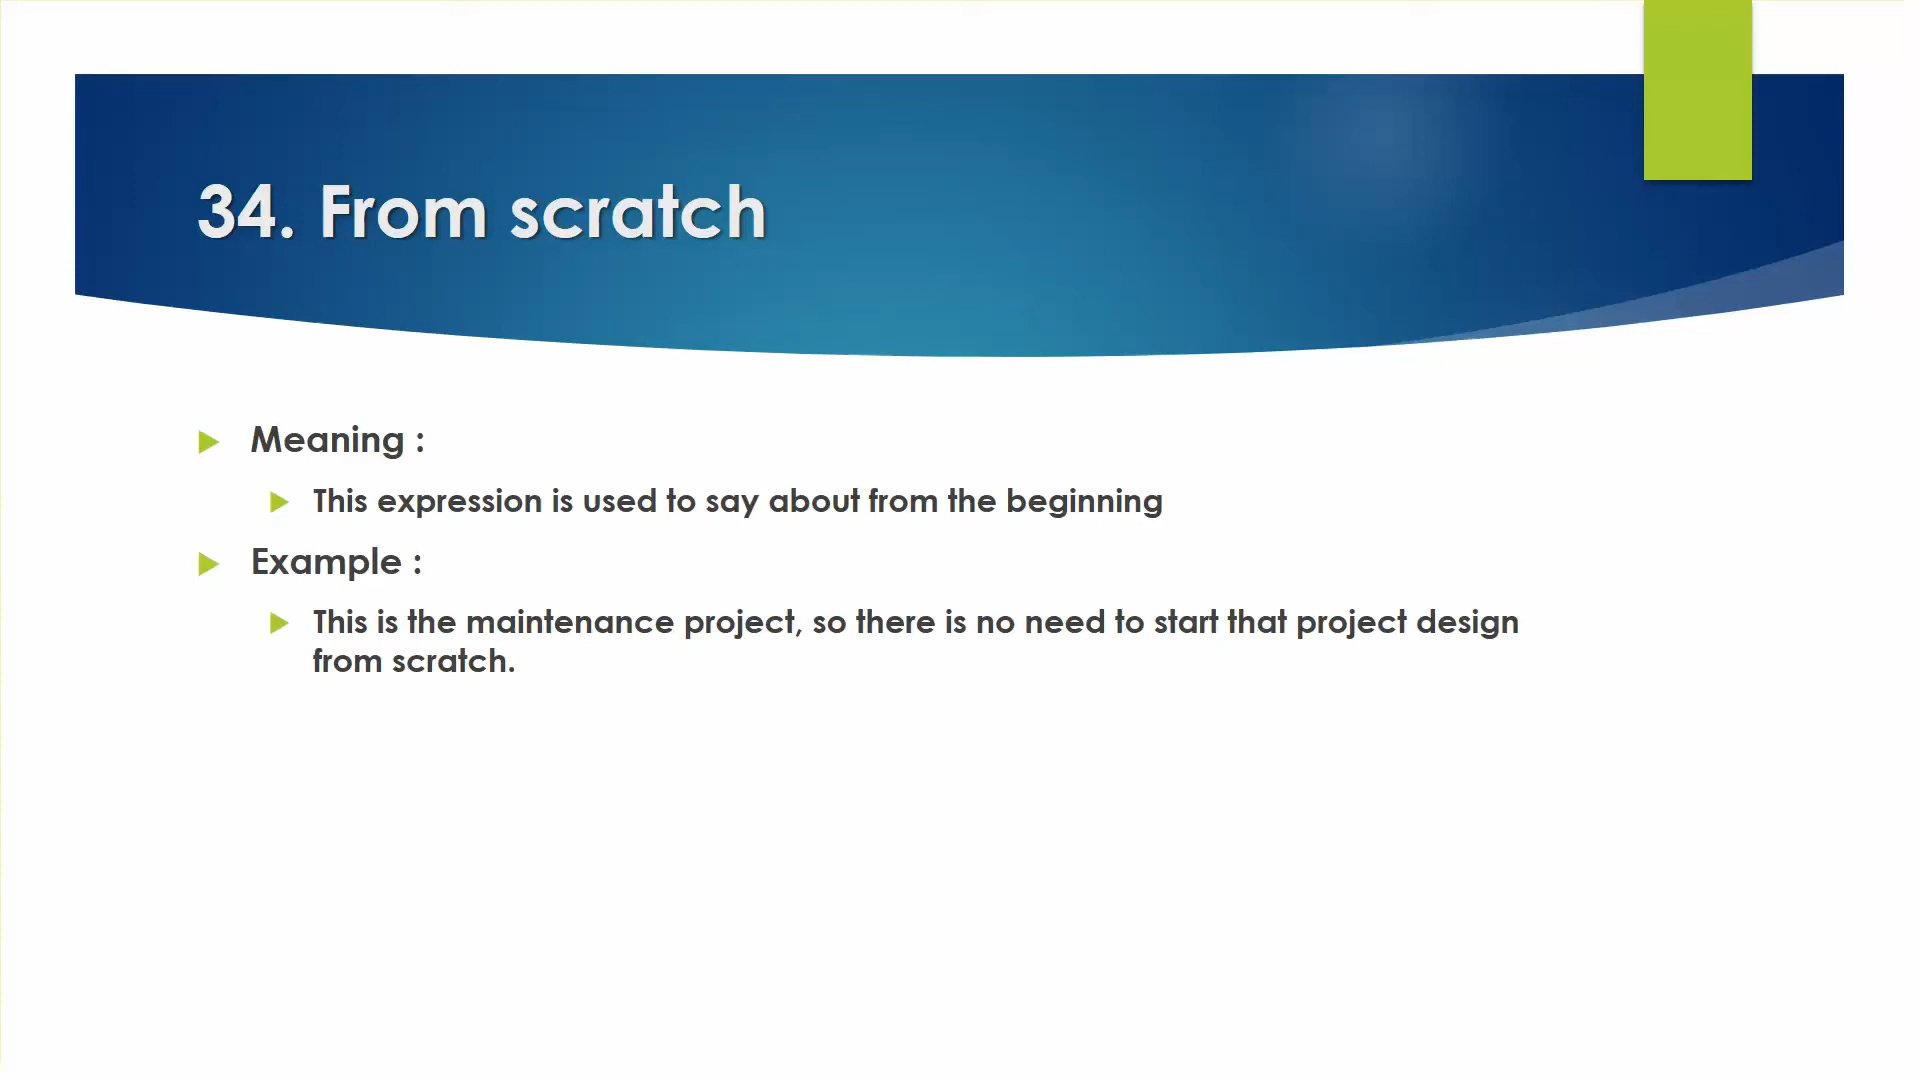 34. From scratch
Meaning :
This expression is used to say about from the beginning
Example :
This is the maintenance project, so there is no need to start that project design
from scratch.